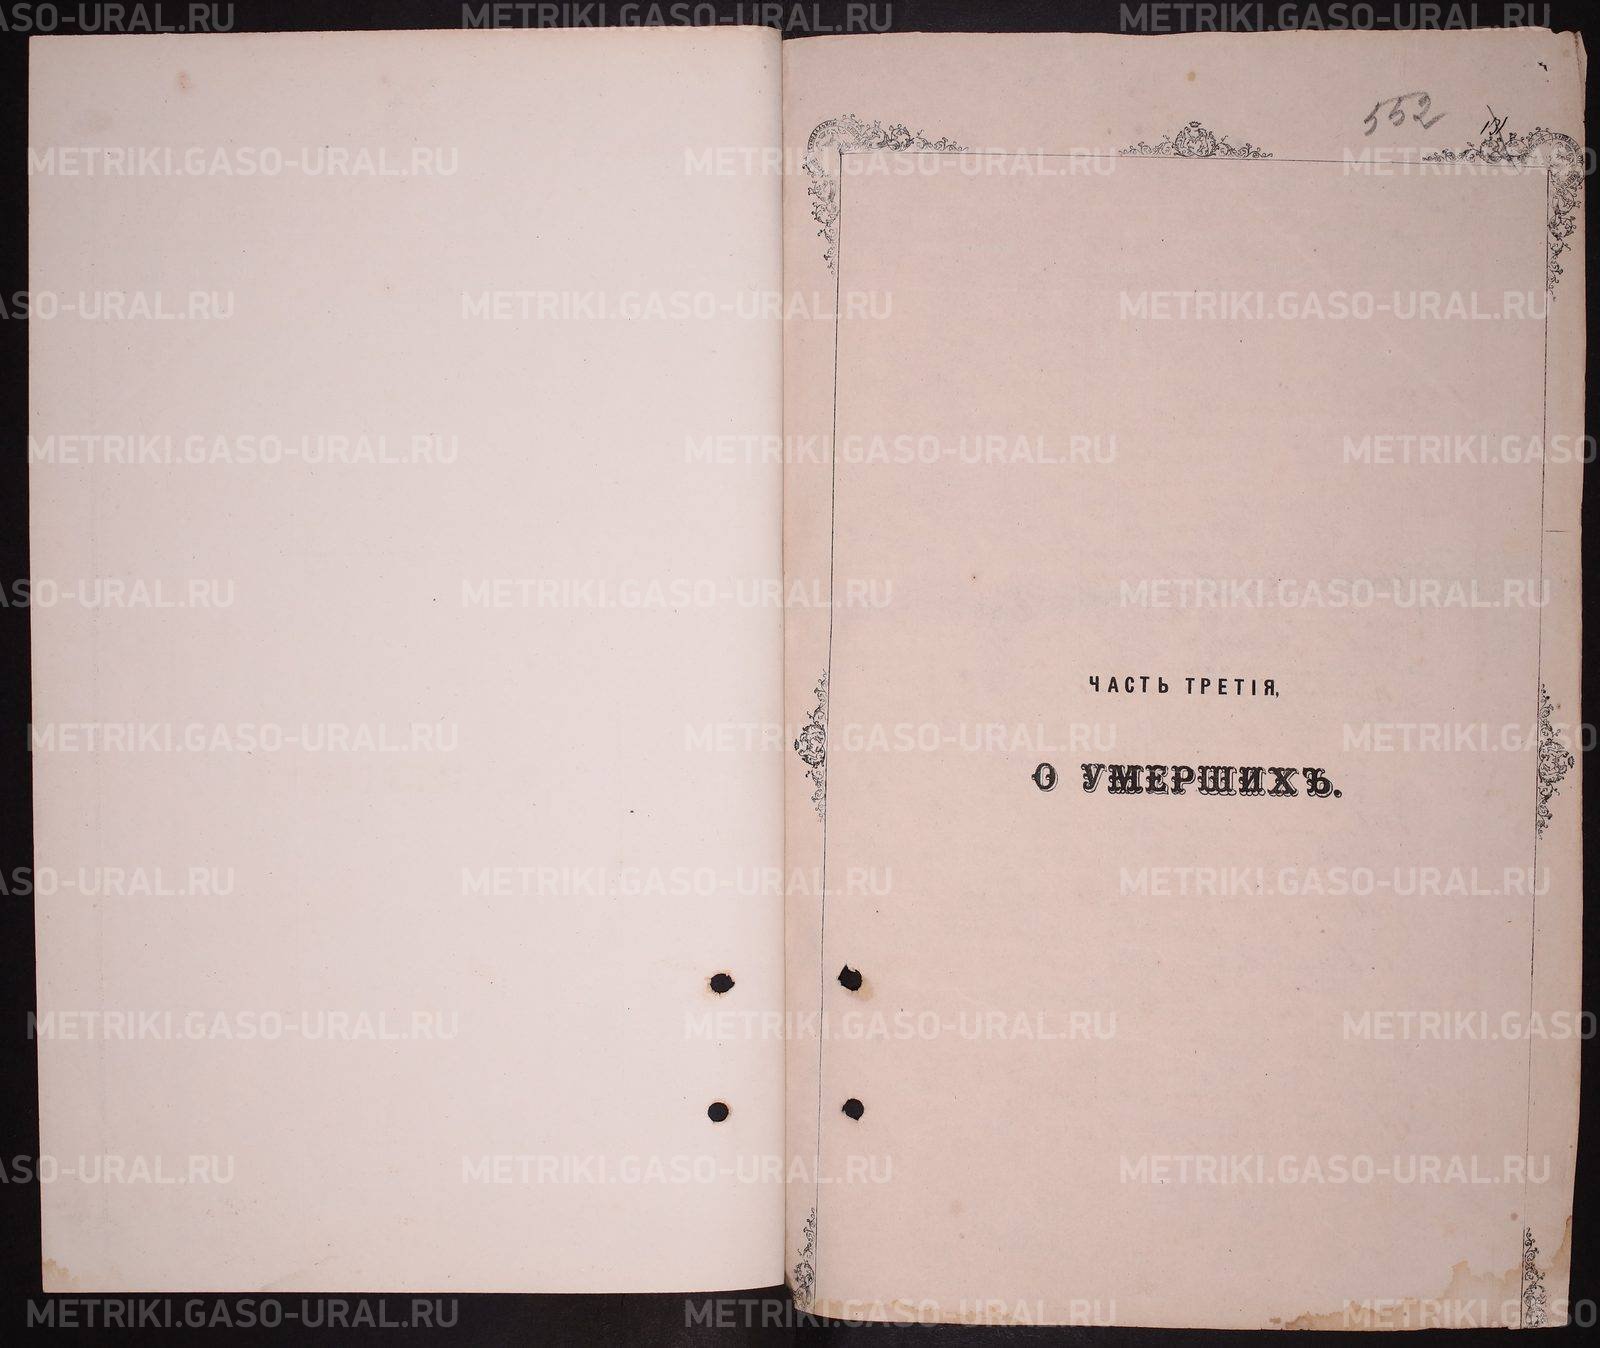 552
131
ЧАСТЬ ТРЕТІЯ,
О УМЕРШИХЪ.
METRIKI.GASO-URAL.RU